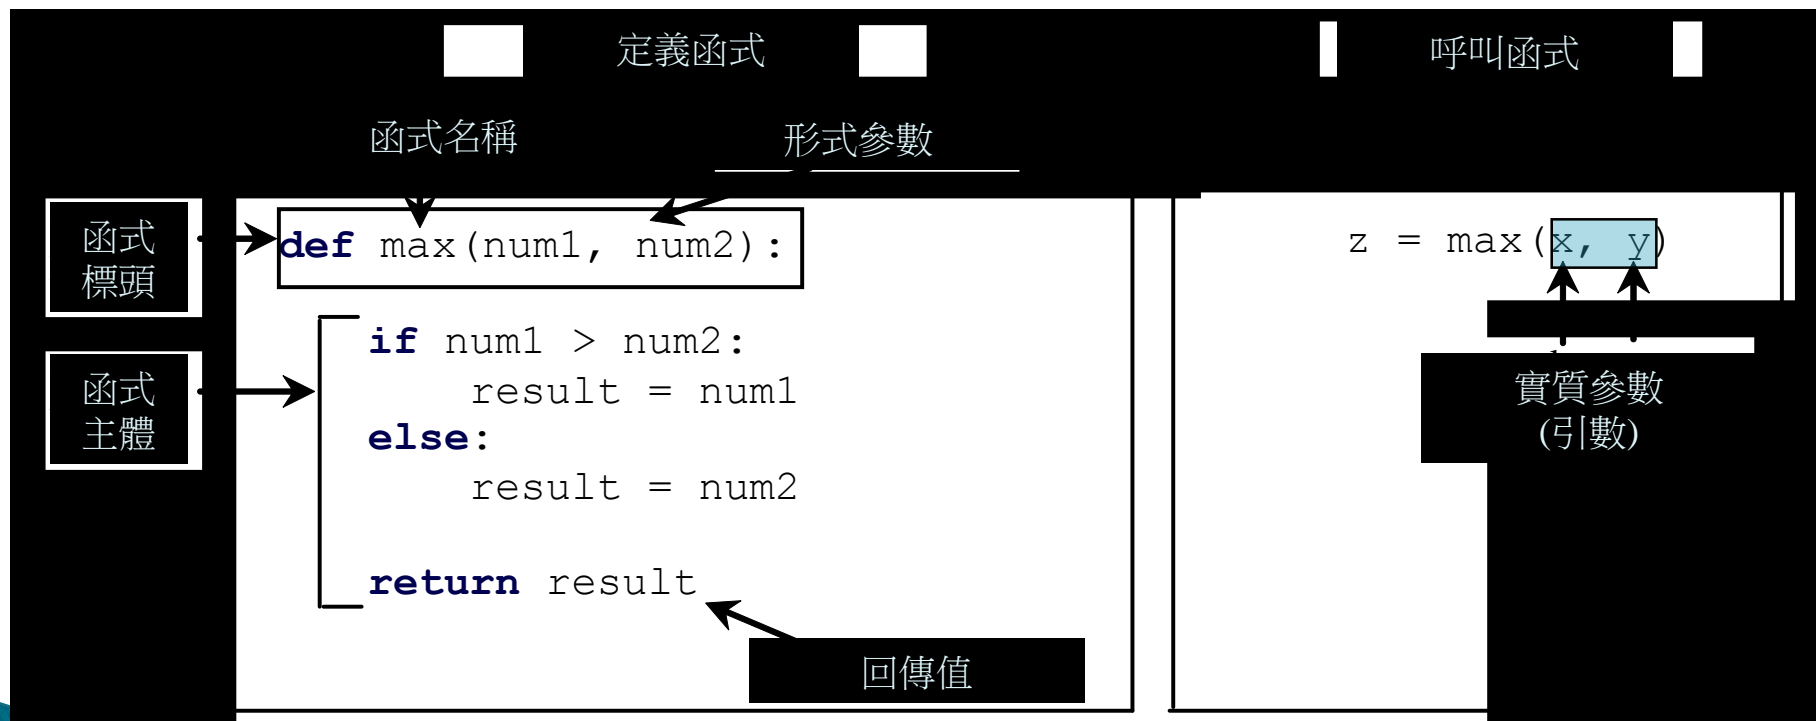 定義函式
呼叫函式
函式名稱
形式參數
函式
標頭
def max(num1, num2):
z = max(x, y)
if num1 > num2:
result = num1
函式
主體
實質參數
(引數)
else:
result = num2
return result
回傳值